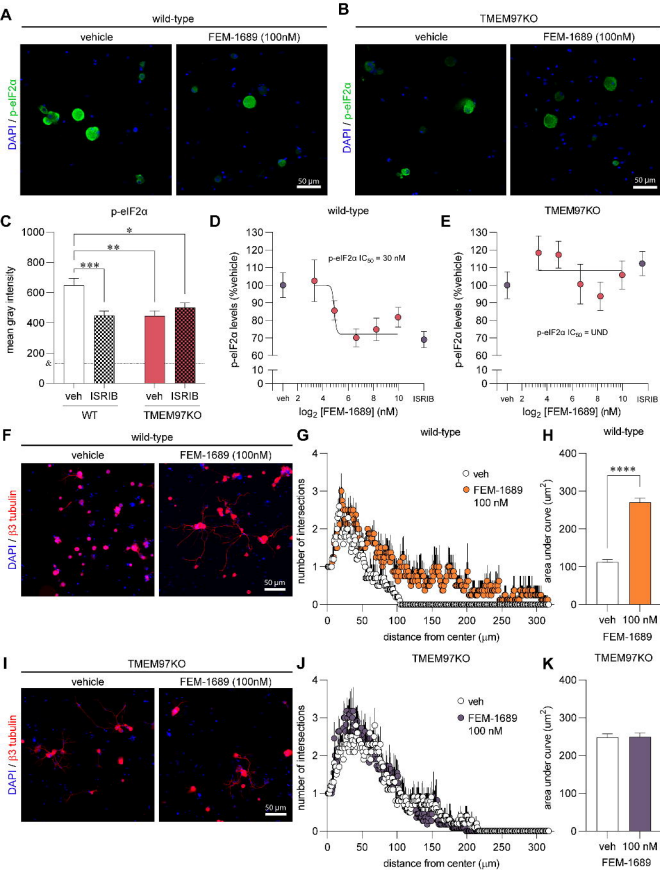 A
wild-type
vehicle
FEM-1689 (100nM)
DAPI / p-eIF2α
50 µm
B
TMEM97KO
vehicle
FEM-1689 (100nM)
DAPI / p-eIF2α
50 µm
C
p-eIF2α
mean gray intensity
1000
800
600
400
200
0
&
*
**
***
veh
ISRIB
veh
ISRIB
WT
TMEM97KO
D
wild-type
p-eIF2α levels (%vehicle)
130
120
110
100
90
80
70
60
0
p-eIF2α IC50 = 30 nM
veh
2
4
6
8
10
ISRIB
log2 [FEM-1689] (nM)
E
TMEM97KO
p-eIF2α levels (%vehicle)
130
120
110
100
90
80
70
60
0
p-eIF2α IC50 = UND
veh
2
4
6
8
10
ISRIB
log2 [FEM-1689] (nM)
F
wild-type
vehicle
FEM-1689 (100nM)
DAPI / β3 tubulin
50 µm
G
wild-type
number of intersections
4
3
2
1
0
veh
FEM-1689
100 nM
0
50
100
150
200
250
300
distance from center (µm)
H
wild-type
area under curve (um2)
400
300
200
100
0
****
veh
100 nM
FEM-1689
I
TMEM97KO
vehicle
FEM-1689 (100nM)
DAPI / β3 tubulin
50 µm
J
TMEM97KO
number of intersections
4
3
2
1
0
veh
FEM-1689
100 nM
0
50
100
150
200
250
300
distance from center (µm)
K
TMEM97KO
area under curve (um2)
400
300
200
100
0
veh
100 nM
FEM-1689